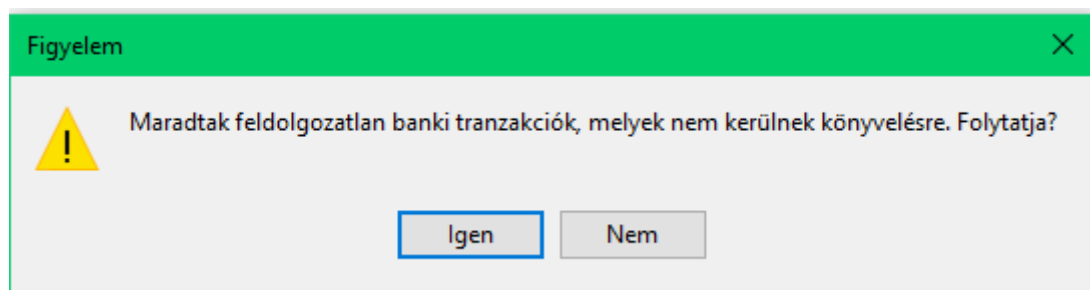 Figyelem
Maradtak feldolgozatlan banki tranzakciók, melyek nem kerülnek könyvelésre. Folytatja?
Igen
Nem